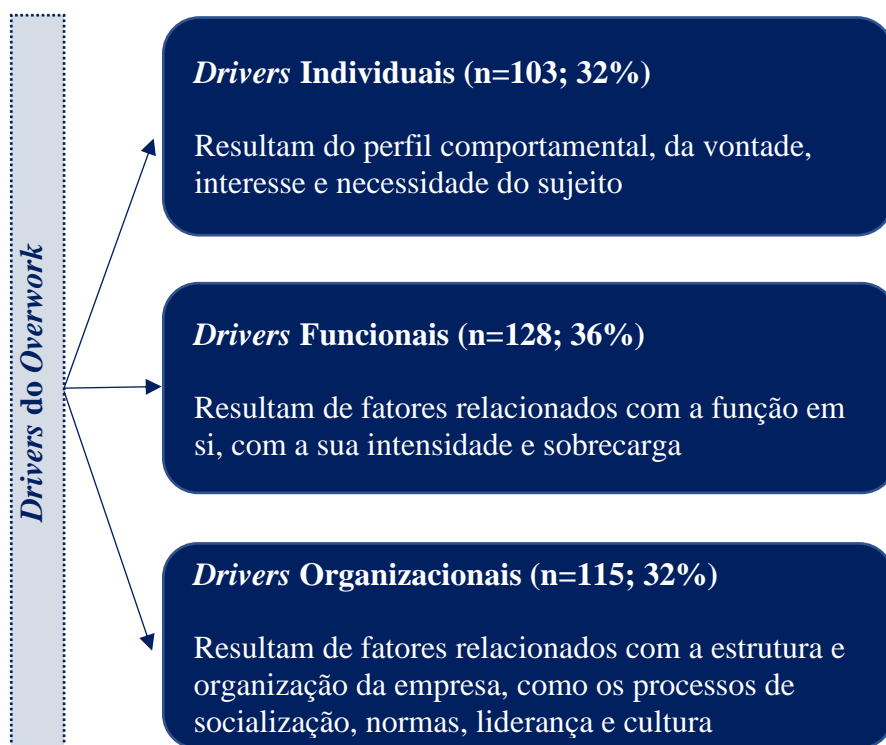 Drivers do Overwork
Drivers Individuais (n=103; 32%)
Resultam do perfil comportamental, da vontade,
interesse e necessidade do sujeito
Drivers Funcionais (n=128; 36%)
Resultam de fatores relacionados com a função em
si, com a sua intensidade e sobrecarga
Drivers Organizacionais (n=115; 32%)
Resultam de fatores relacionados com a estrutura e
organização da empresa, como os processos de
socialização, normas, liderança e cultura